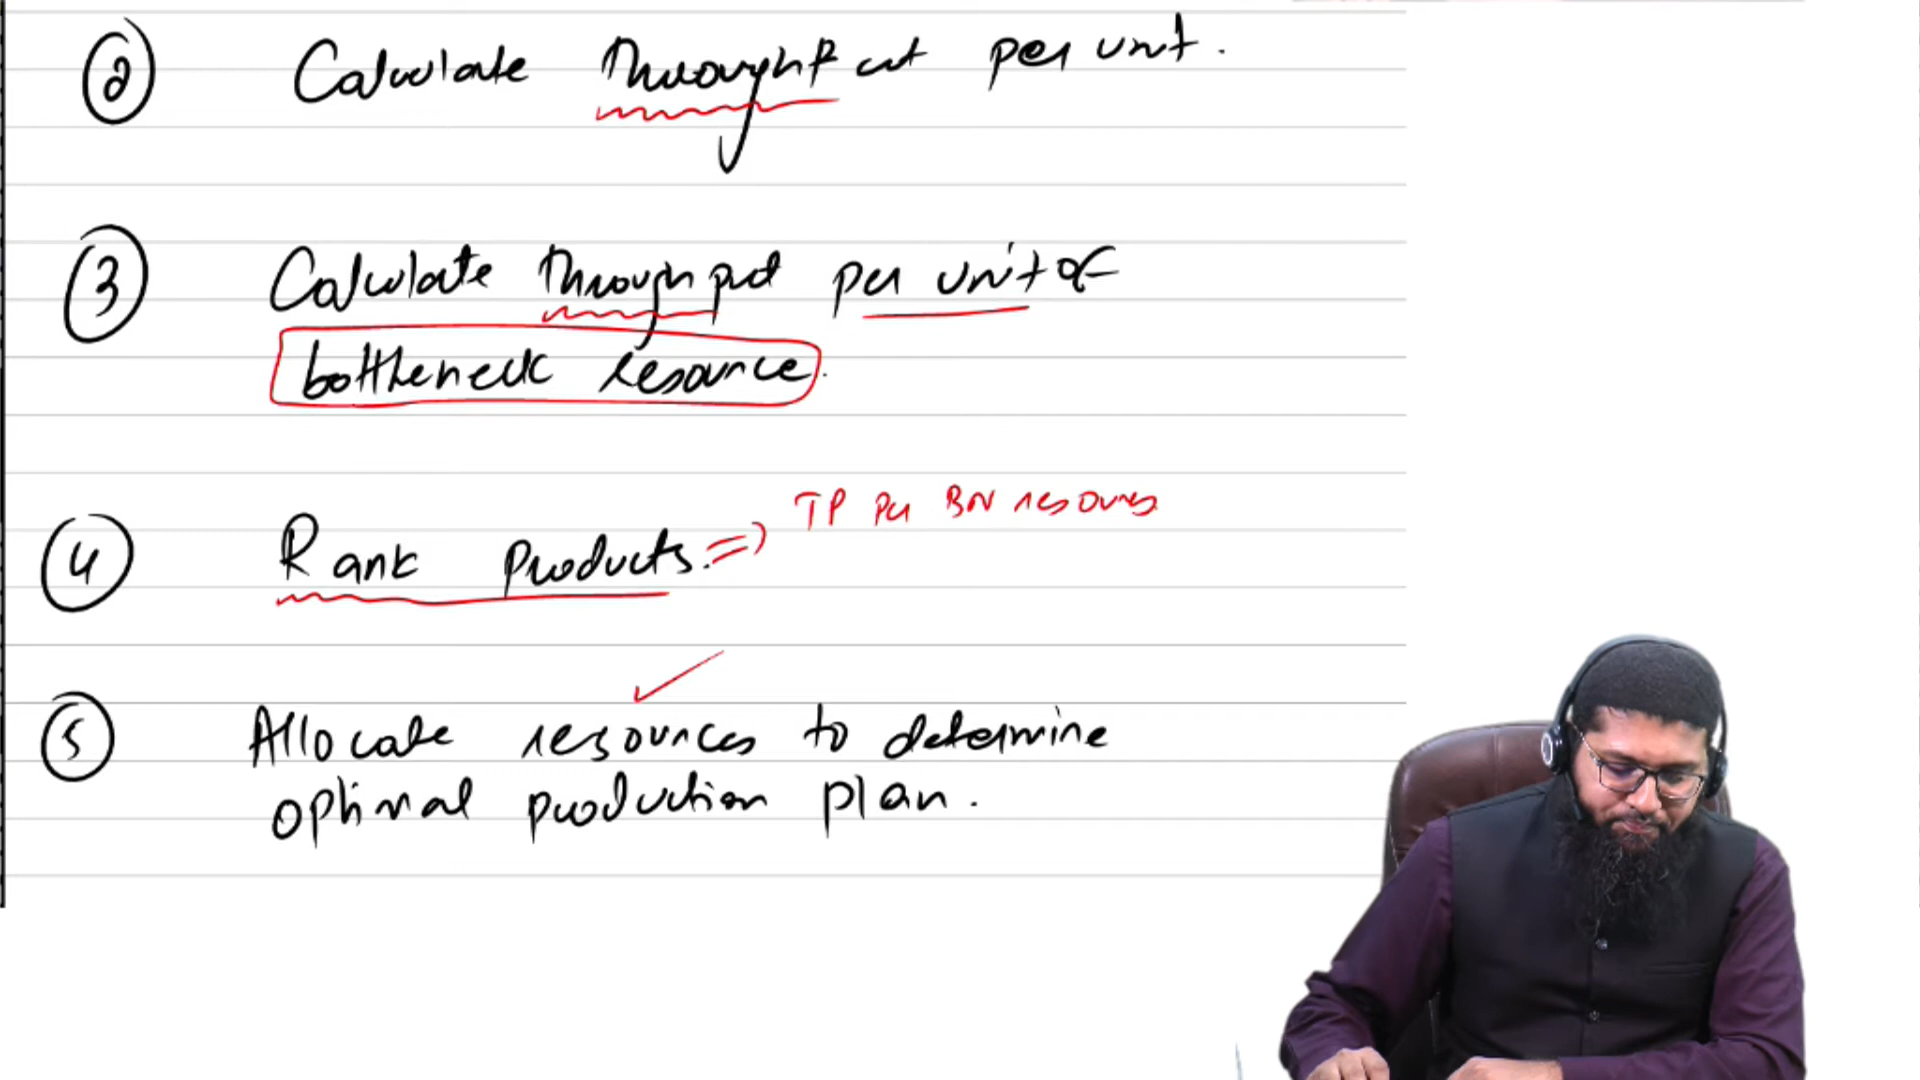 ② Calculate Throughput per unit.
③ Calculate throughput per unit of
bottleneck resource.
TP Per BN resources
④ Rank Products. =>
⑤ Allocate resources to determine
optimal production plan.